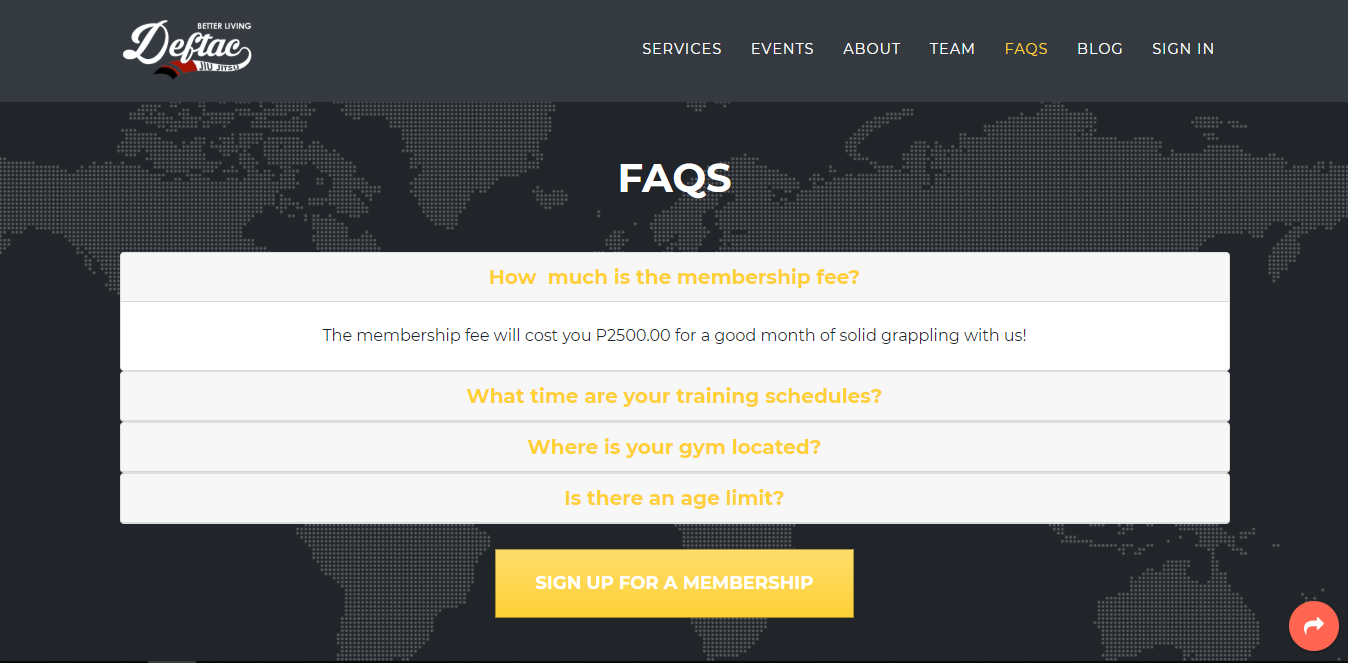 BETTER LIVING
Deftac
JIU JITSU
SERVICES EVENTS ABOUT TEAM FAQS BLOG SIGN IN
FAQS
How  much is the membership fee?
The membership fee will cost you P2500.00 for a good month of solid grappling with us!
What time are your training schedules?
Where is your gym located?
Is there an age limit?
SIGN UP FOR A MEMBERSHIP